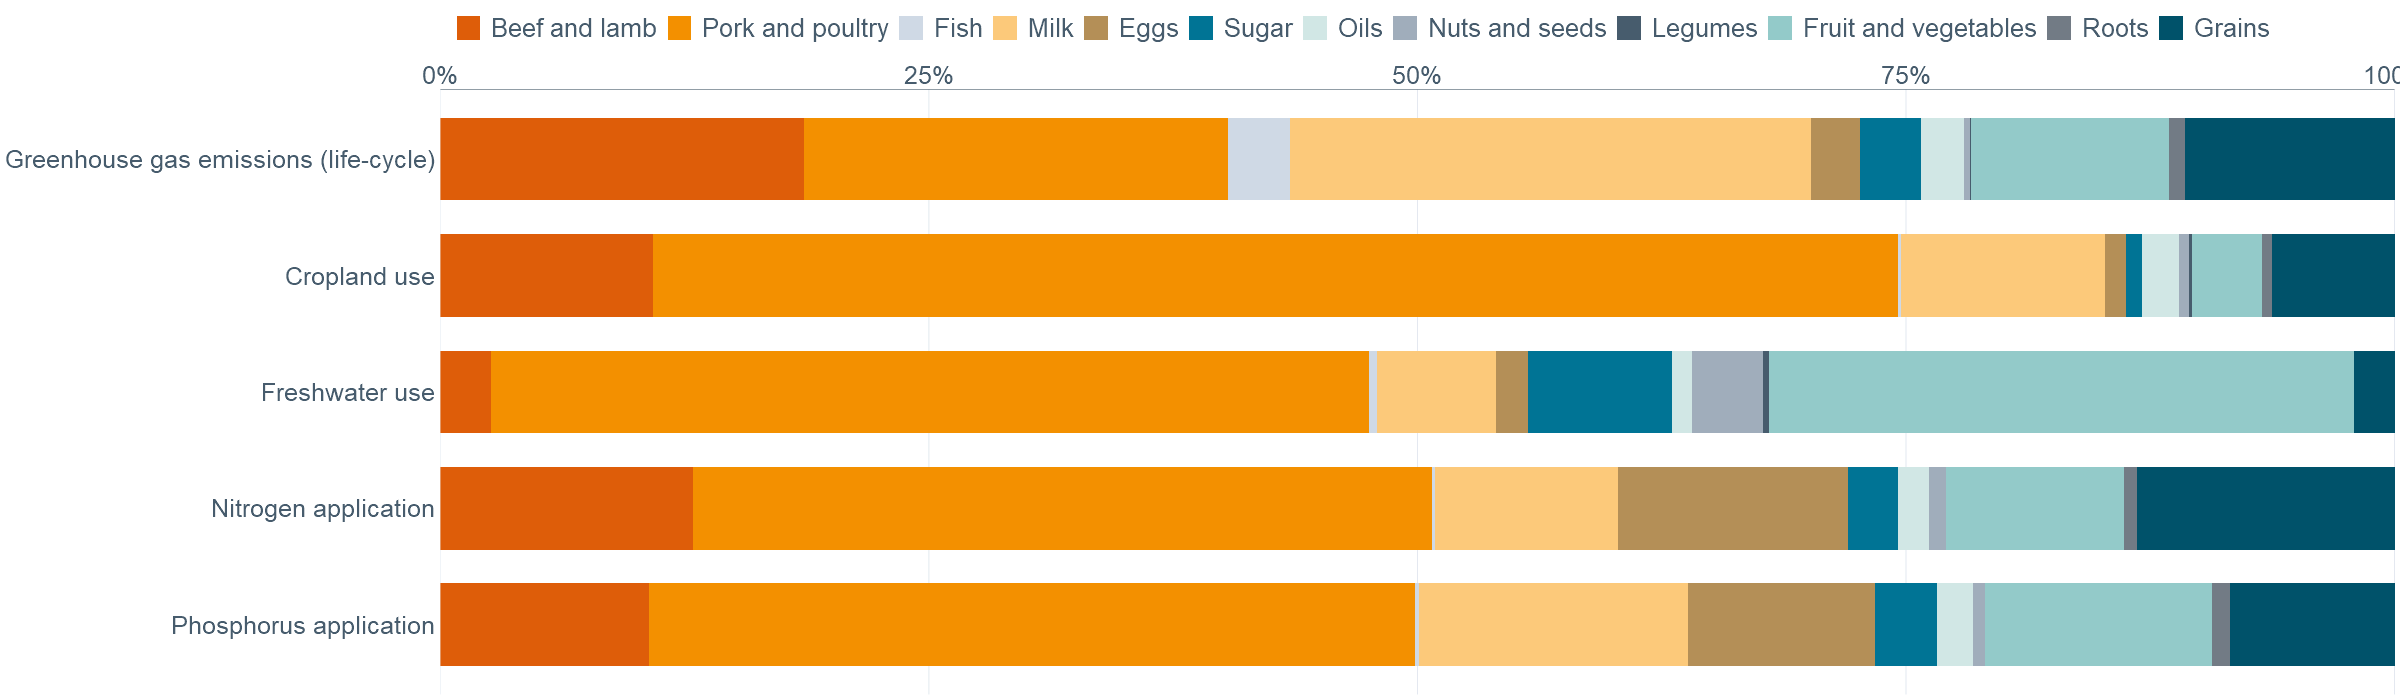 Beef and lamb Pork and poultry Fish Milk Eggs Sugar Oils Nuts and seeds Legumes Fruit and vegetables Roots Grains
0% 25% 50% 75% 100
Greenhouse gas emissions (life-cycle)
Cropland use
Freshwater use
Nitrogen application
Phosphorus application